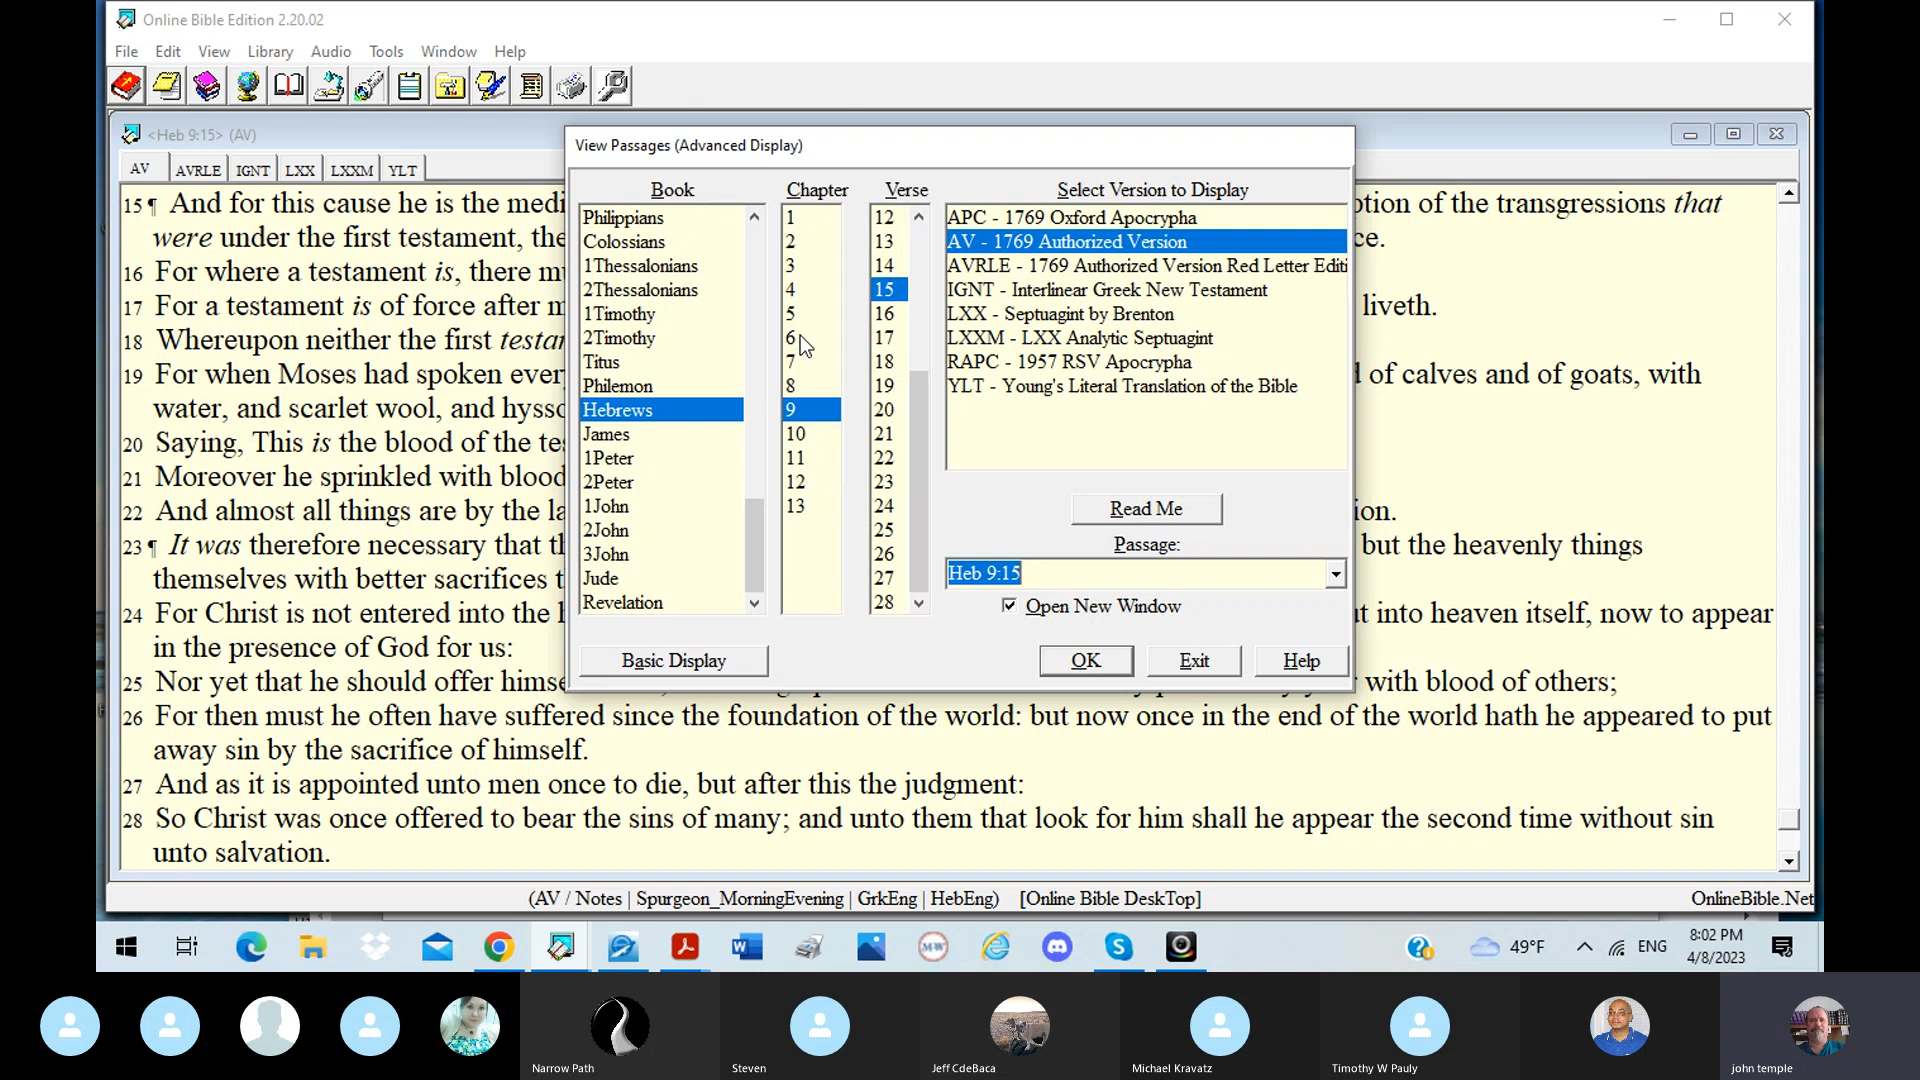 Online Bible Edition 2.20.02
File Edit View Library Audio Tools Window Help
<Heb 9:15> (AV)
AV AVRLE IGNT LXX LXXM YLT
15 ¶ And for this cause he is the medi
ption of the transgressions that
were under the first testament, the
ce.
16 For where a testament is, there mu
17 For a testament is of force after m
liveth.
18 Whereupon neither the first testa
19 For when Moses had spoken ever
d of calves and of goats, with
water, and scarlet wool, and hysso
20 Saying, This is the blood of the tes
21 Moreover he sprinkled with blood
22 And almost all things are by the la
ion.
23 ¶ It was therefore necessary that th
but the heavenly things
themselves with better sacrifices t
24 For Christ is not entered into the h
t into heaven itself, now to appear
in the presence of God for us:
25 Nor yet that he should offer himse
with blood of others;
26 For then must he often have suffered since the foundation of the world: but now once in the end of the world hath he appeared to put
away sin by the sacrifice of himself.
27 And as it is appointed unto men once to die, but after this the judgment:
28 So Christ was once offered to bear the sins of many; and unto them that look for him shall he appear the second time without sin
unto salvation.
View Passages (Advanced Display)
Book
Philippians
Colossians
1Thessalonians
2Thessalonians
1Timothy
2Timothy
Titus
Philemon
Hebrews
James
1Peter
2Peter
1John
2John
3John
Jude
Revelation
Chapter
1
2
3
4
5
6
7
8
9
10
11
12
13
Verse
12
13
14
15
16
17
18
19
20
21
22
23
24
25
26
27
28
Select Version to Display
APC - 1769 Oxford Apocrypha
AV - 1769 Authorized Version
AVRLE - 1769 Authorized Version Red Letter Editi
IGNT - Interlinear Greek New Testament
LXX - Septuagint by Brenton
LXXM - LXX Analytic Septuagint
RAPC - 1957 RSV Apocrypha
YLT - Young's Literal Translation of the Bible
Read Me
Passage:
Heb 9:15
Open New Window
Basic Display OK Exit Help
(AV / Notes | Spurgeon_MorningEvening | GrkEng | HebEng) [Online Bible DeskTop] OnlineBible.Net
49°F ENG 8:02 PM
4/8/2023
Narrow Path Steven Jeff CdeBaca Michael Kravatz Timothy W Pauly john temple